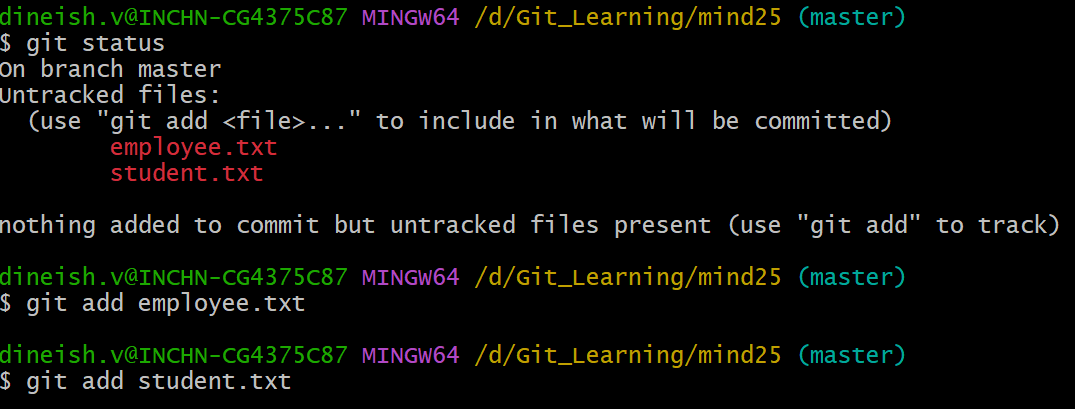 dineish.v@INCHN-CG4375C87 MINGW64 /d/Git_Learning/mind25 (master)
$ git status
On branch master
Untracked files:
  (use "git add <file>..." to include in what will be committed)
        employee.txt
        student.txt

nothing added to commit but untracked files present (use "git add" to track)

dineish.v@INCHN-CG4375C87 MINGW64 /d/Git_Learning/mind25 (master)
$ git add employee.txt

dineish.v@INCHN-CG4375C87 MINGW64 /d/Git_Learning/mind25 (master)
$ git add student.txt